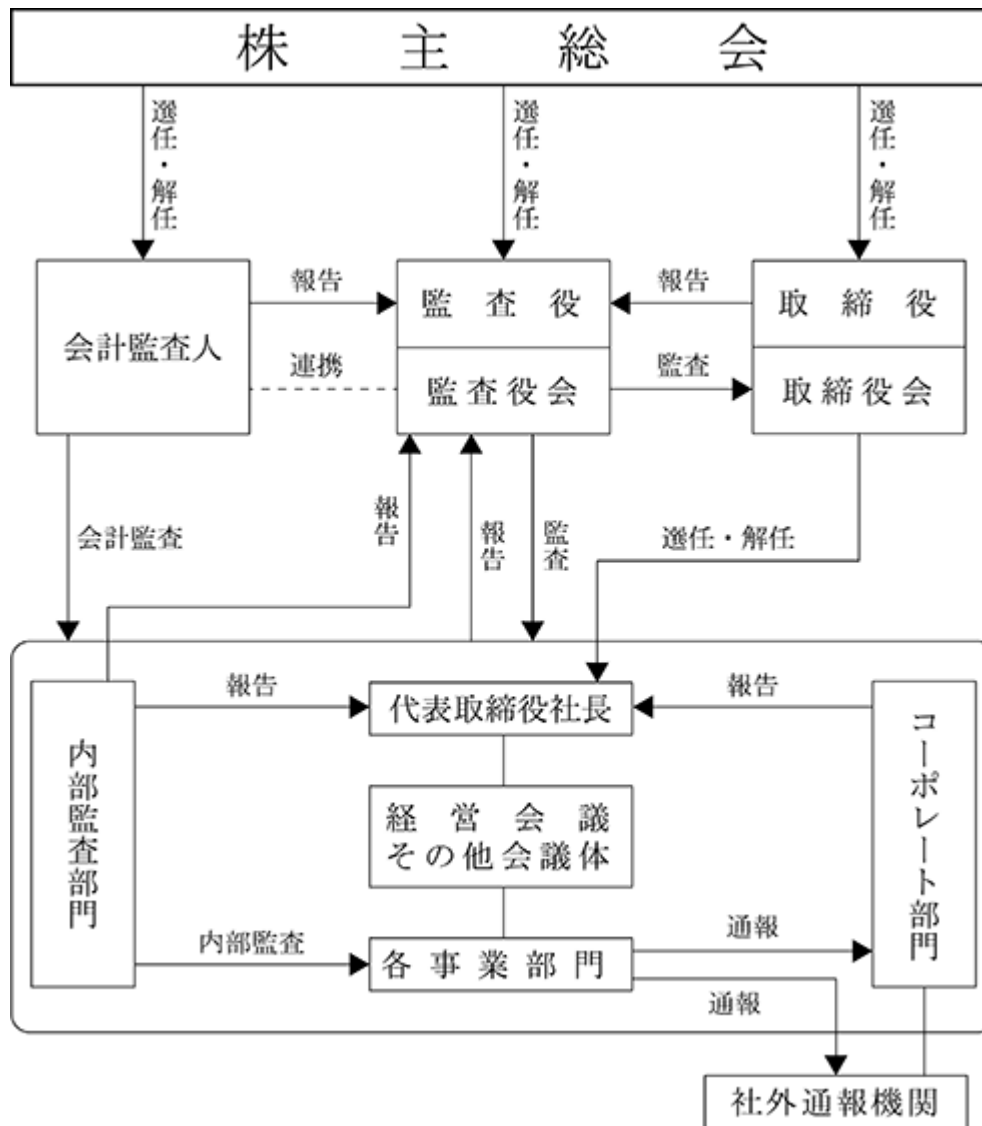 株主総会
選任・解任
選任・解任
選任・解任
会計監査人
報告
監査役
報告
取締役
連携
監査役会
監査
取締役会
会計監査
報告
報告
監査
選任・解任
内部監査部門
報告
代表取締役社長
報告
コーポレート部門
経営会議
その他会議体
内部監査
各事業部門
通報
通報
社外通報機関